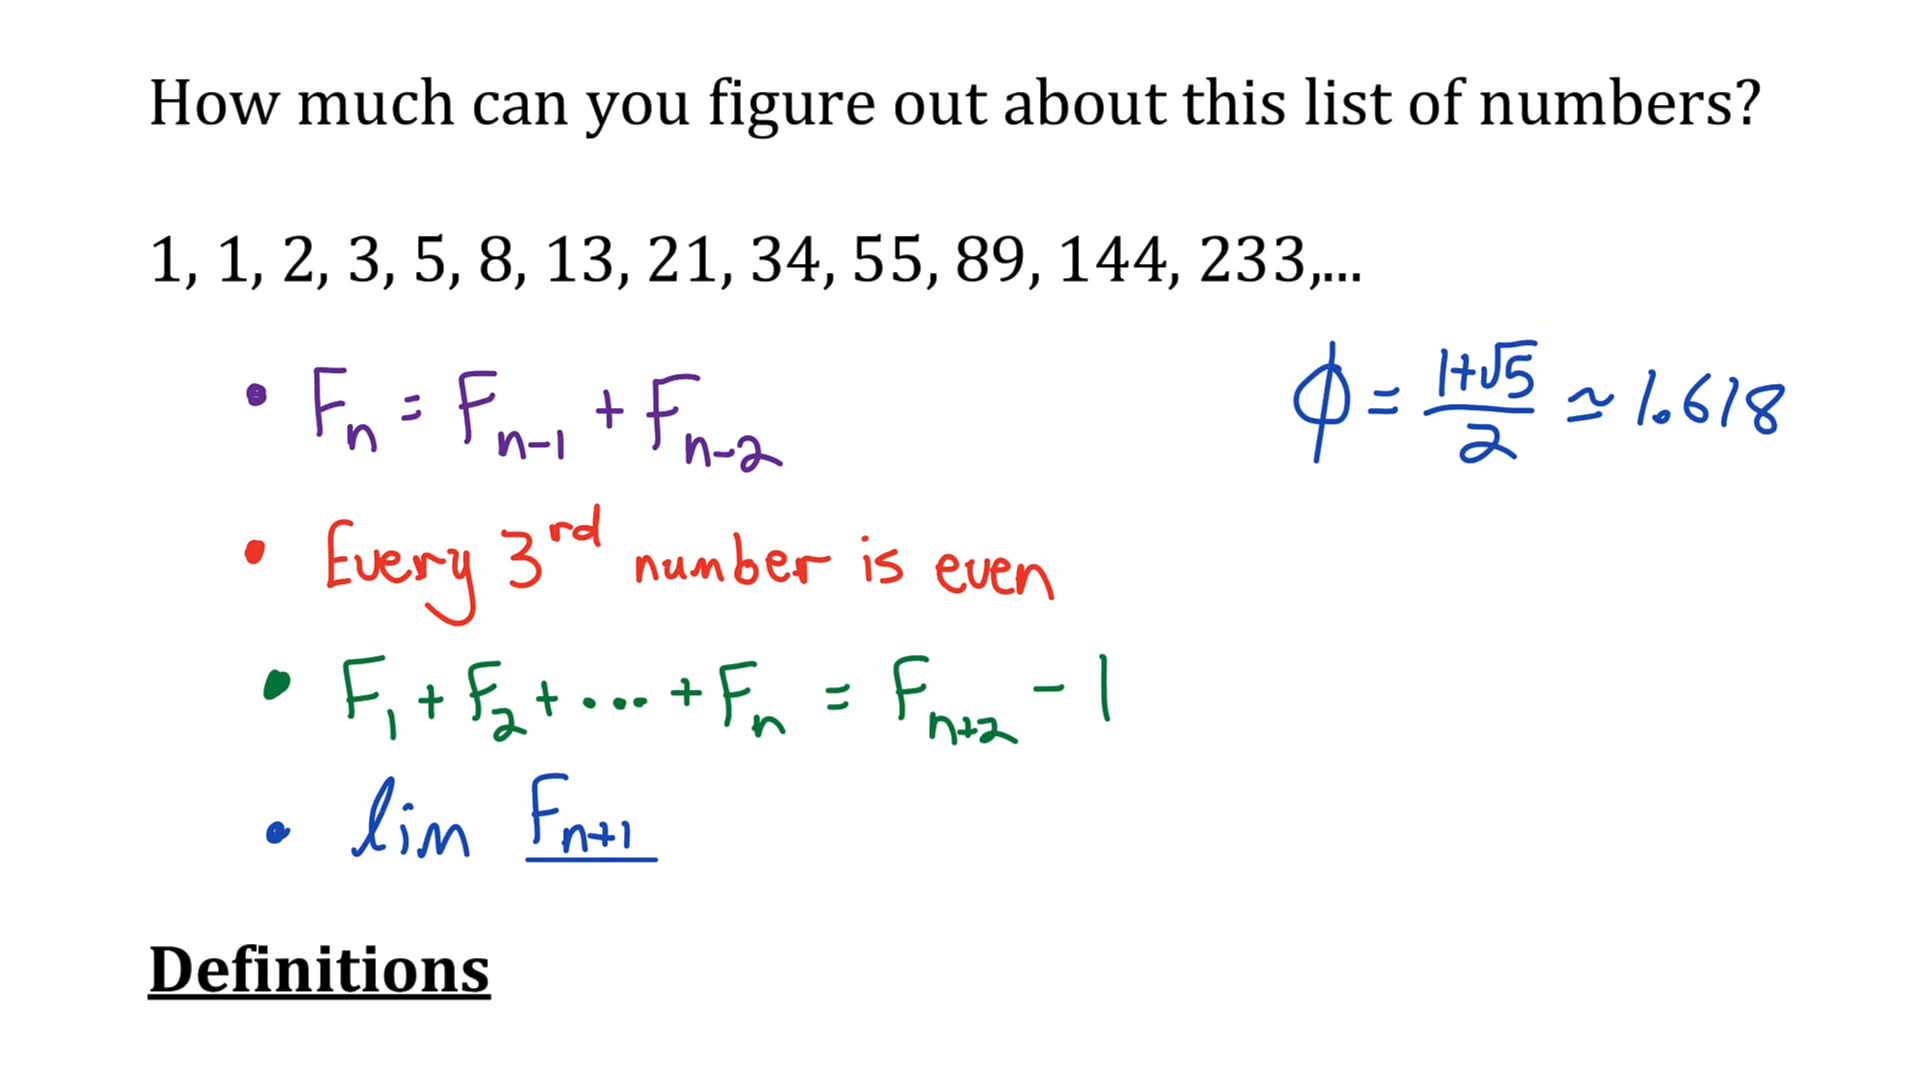 How much can you figure out about this list of numbers?
1, 1, 2, 3, 5, 8, 13, 21, 34, 55, 89, 144, 233,...
• Fₙ = Fₙ₋₁ + Fₙ₋₂
ϕ = (1+√5)/2 ≃ 1.618
• Every 3ʳᵈ number is even
• F₁ + F₂ + ... + Fₙ = Fₙ₊₂ - 1
• lim Fₙ₊₁
Definitions